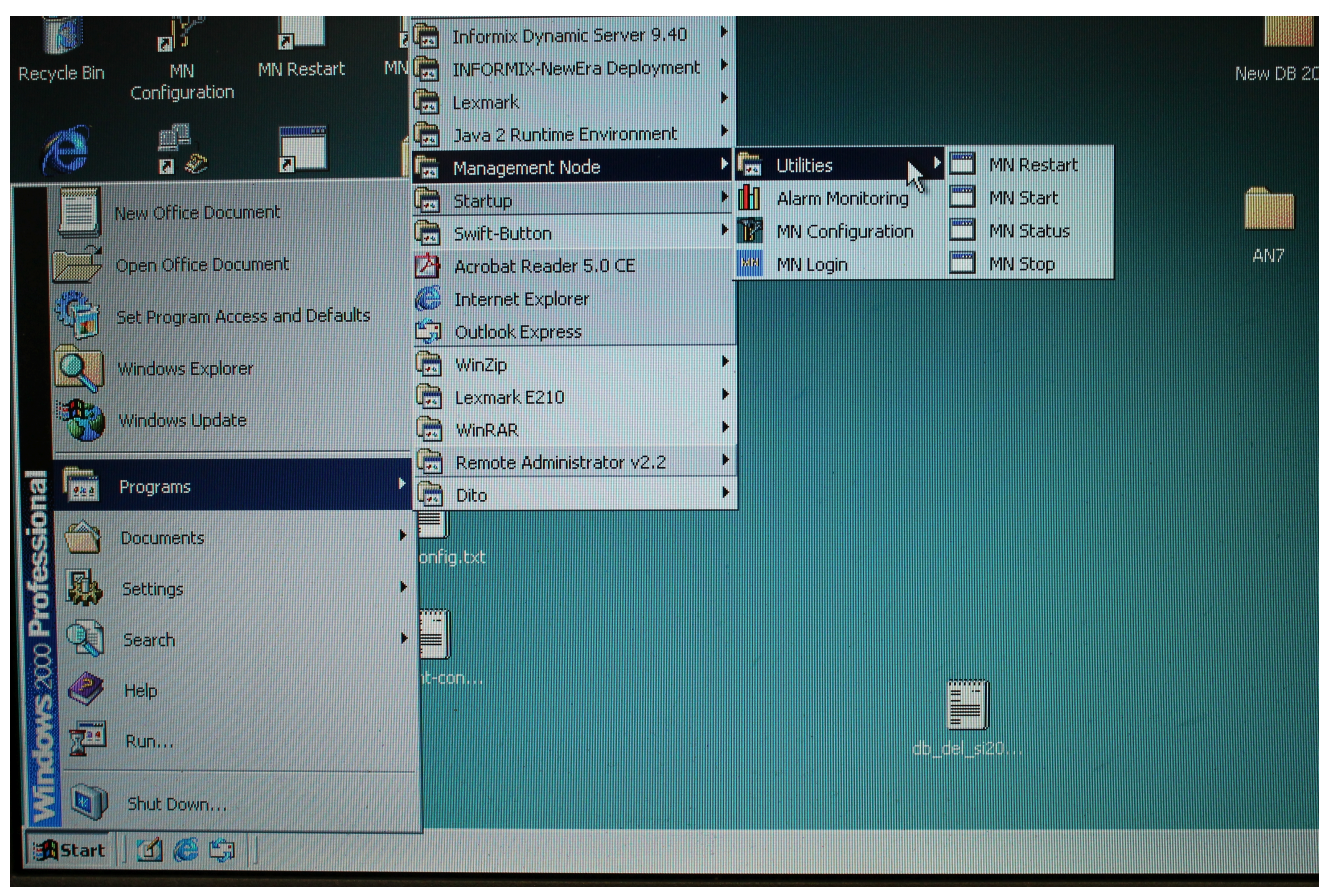 Recycle Bin
MN
Configuration
MN Restart
MN
New DB 20
AN7
Informix Dynamic Server 9.40
INFORMIX-NewEra Deployment
Lexmark
Java 2 Runtime Environment
Management Node
Startup
Swift-Button
Acrobat Reader 5.0 CE
Internet Explorer
Outlook Express
WinZip
Lexmark E210
WinRAR
Remote Administrator v2.2
Dito
Utilities
Alarm Monitoring
MN Configuration
MN Login
MN Restart
MN Start
MN Status
MN Stop
New Office Document
Open Office Document
Set Program Access and Defaults
Windows Explorer
Windows Update
Programs
Documents
Settings
Search
Help
Run...
Shut Down...
Windows 2000 Professional
onfig.txt
t-con...
db_del_si20...
Start